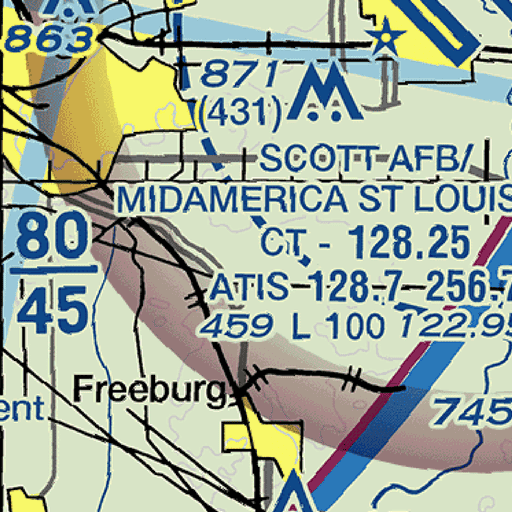 863
871
(431)
SCOTT AFB/
MIDAMERICA ST LOUIS
CT - 128.25
ATIS 128.7 256.7
459 L 100 122.95
80
45
Freeburg
ent
745